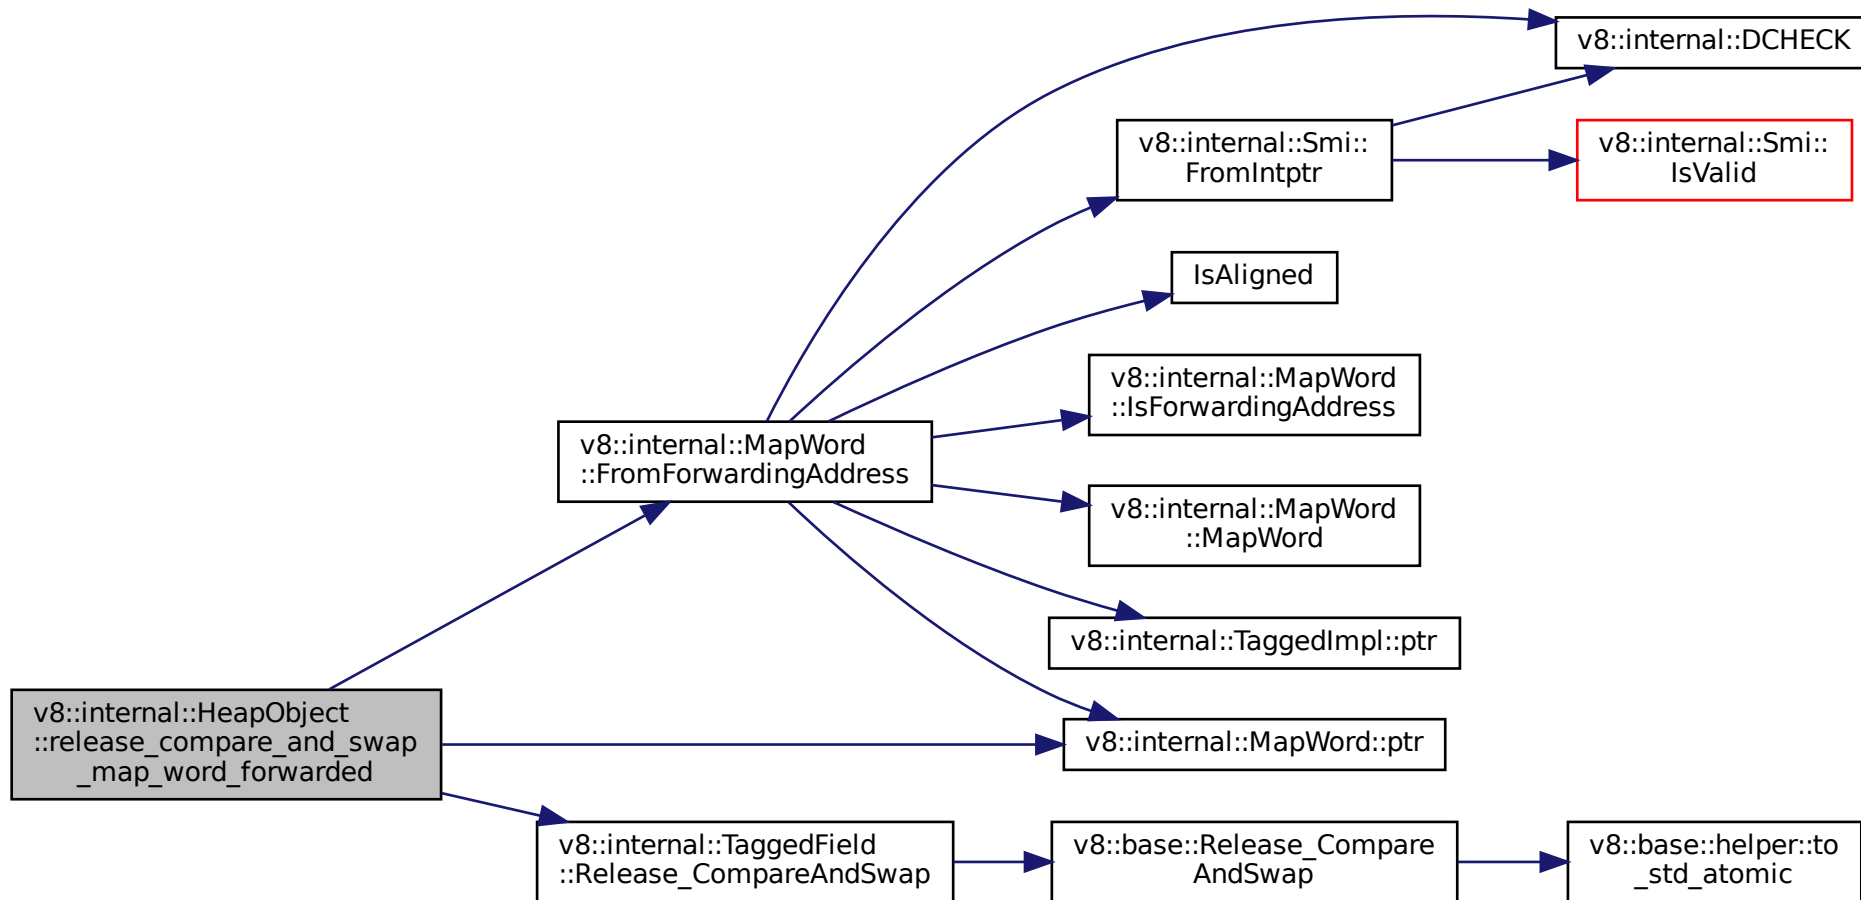 v8::internal::DCHECK
v8::internal::Smi::
FromIntptr
v8::internal::Smi::
IsValid
IsAligned
v8::internal::MapWord
::IsForwardingAddress
v8::internal::MapWord
::FromForwardingAddress
v8::internal::MapWord
::MapWord
v8::internal::TaggedImpl::ptr
v8::internal::HeapObject
::release_compare_and_swap
_map_word_forwarded
v8::internal::MapWord::ptr
v8::internal::TaggedField
::Release_CompareAndSwap
v8::base::Release_Compare
AndSwap
v8::base::helper::to
_std_atomic